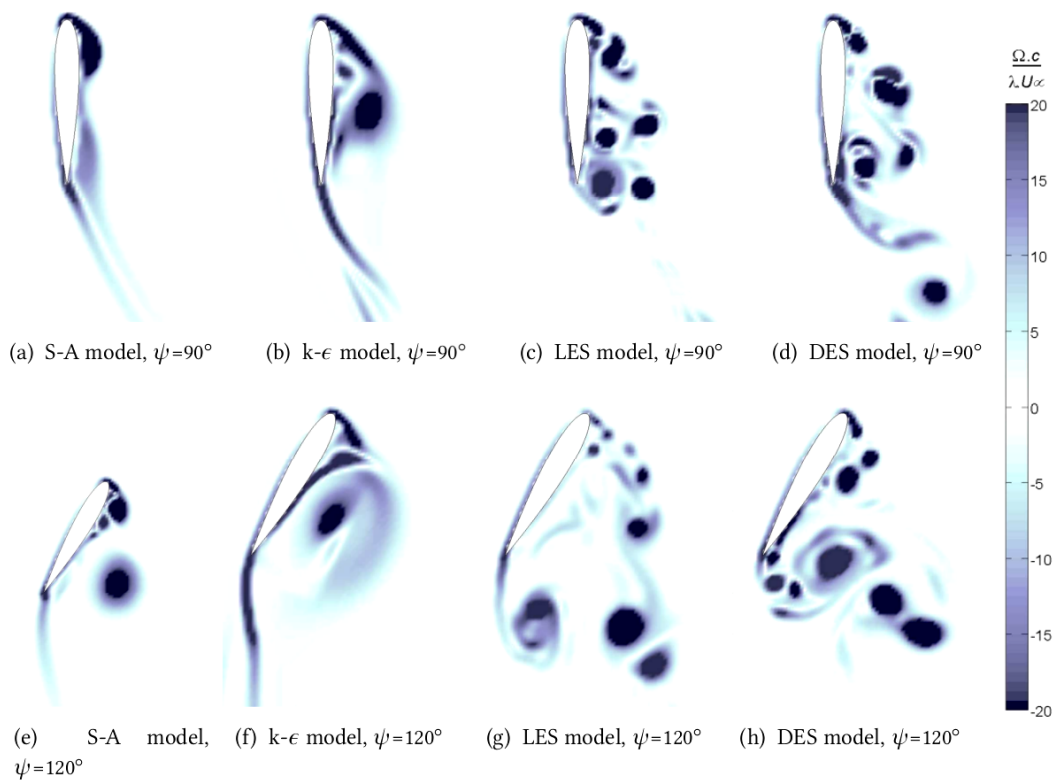 Ω.c
λ.U∝
20
15
10
5
0
-5
-10
-15
-20
(a) S-A model, ψ=90°
(b) k-ϵ model, ψ=90°
(c) LES model, ψ=90°
(d) DES model, ψ=90°
(e) S-A model,
ψ=120°
(f) k-ϵ model, ψ=120°
(g) LES model, ψ=120°
(h) DES model, ψ=120°